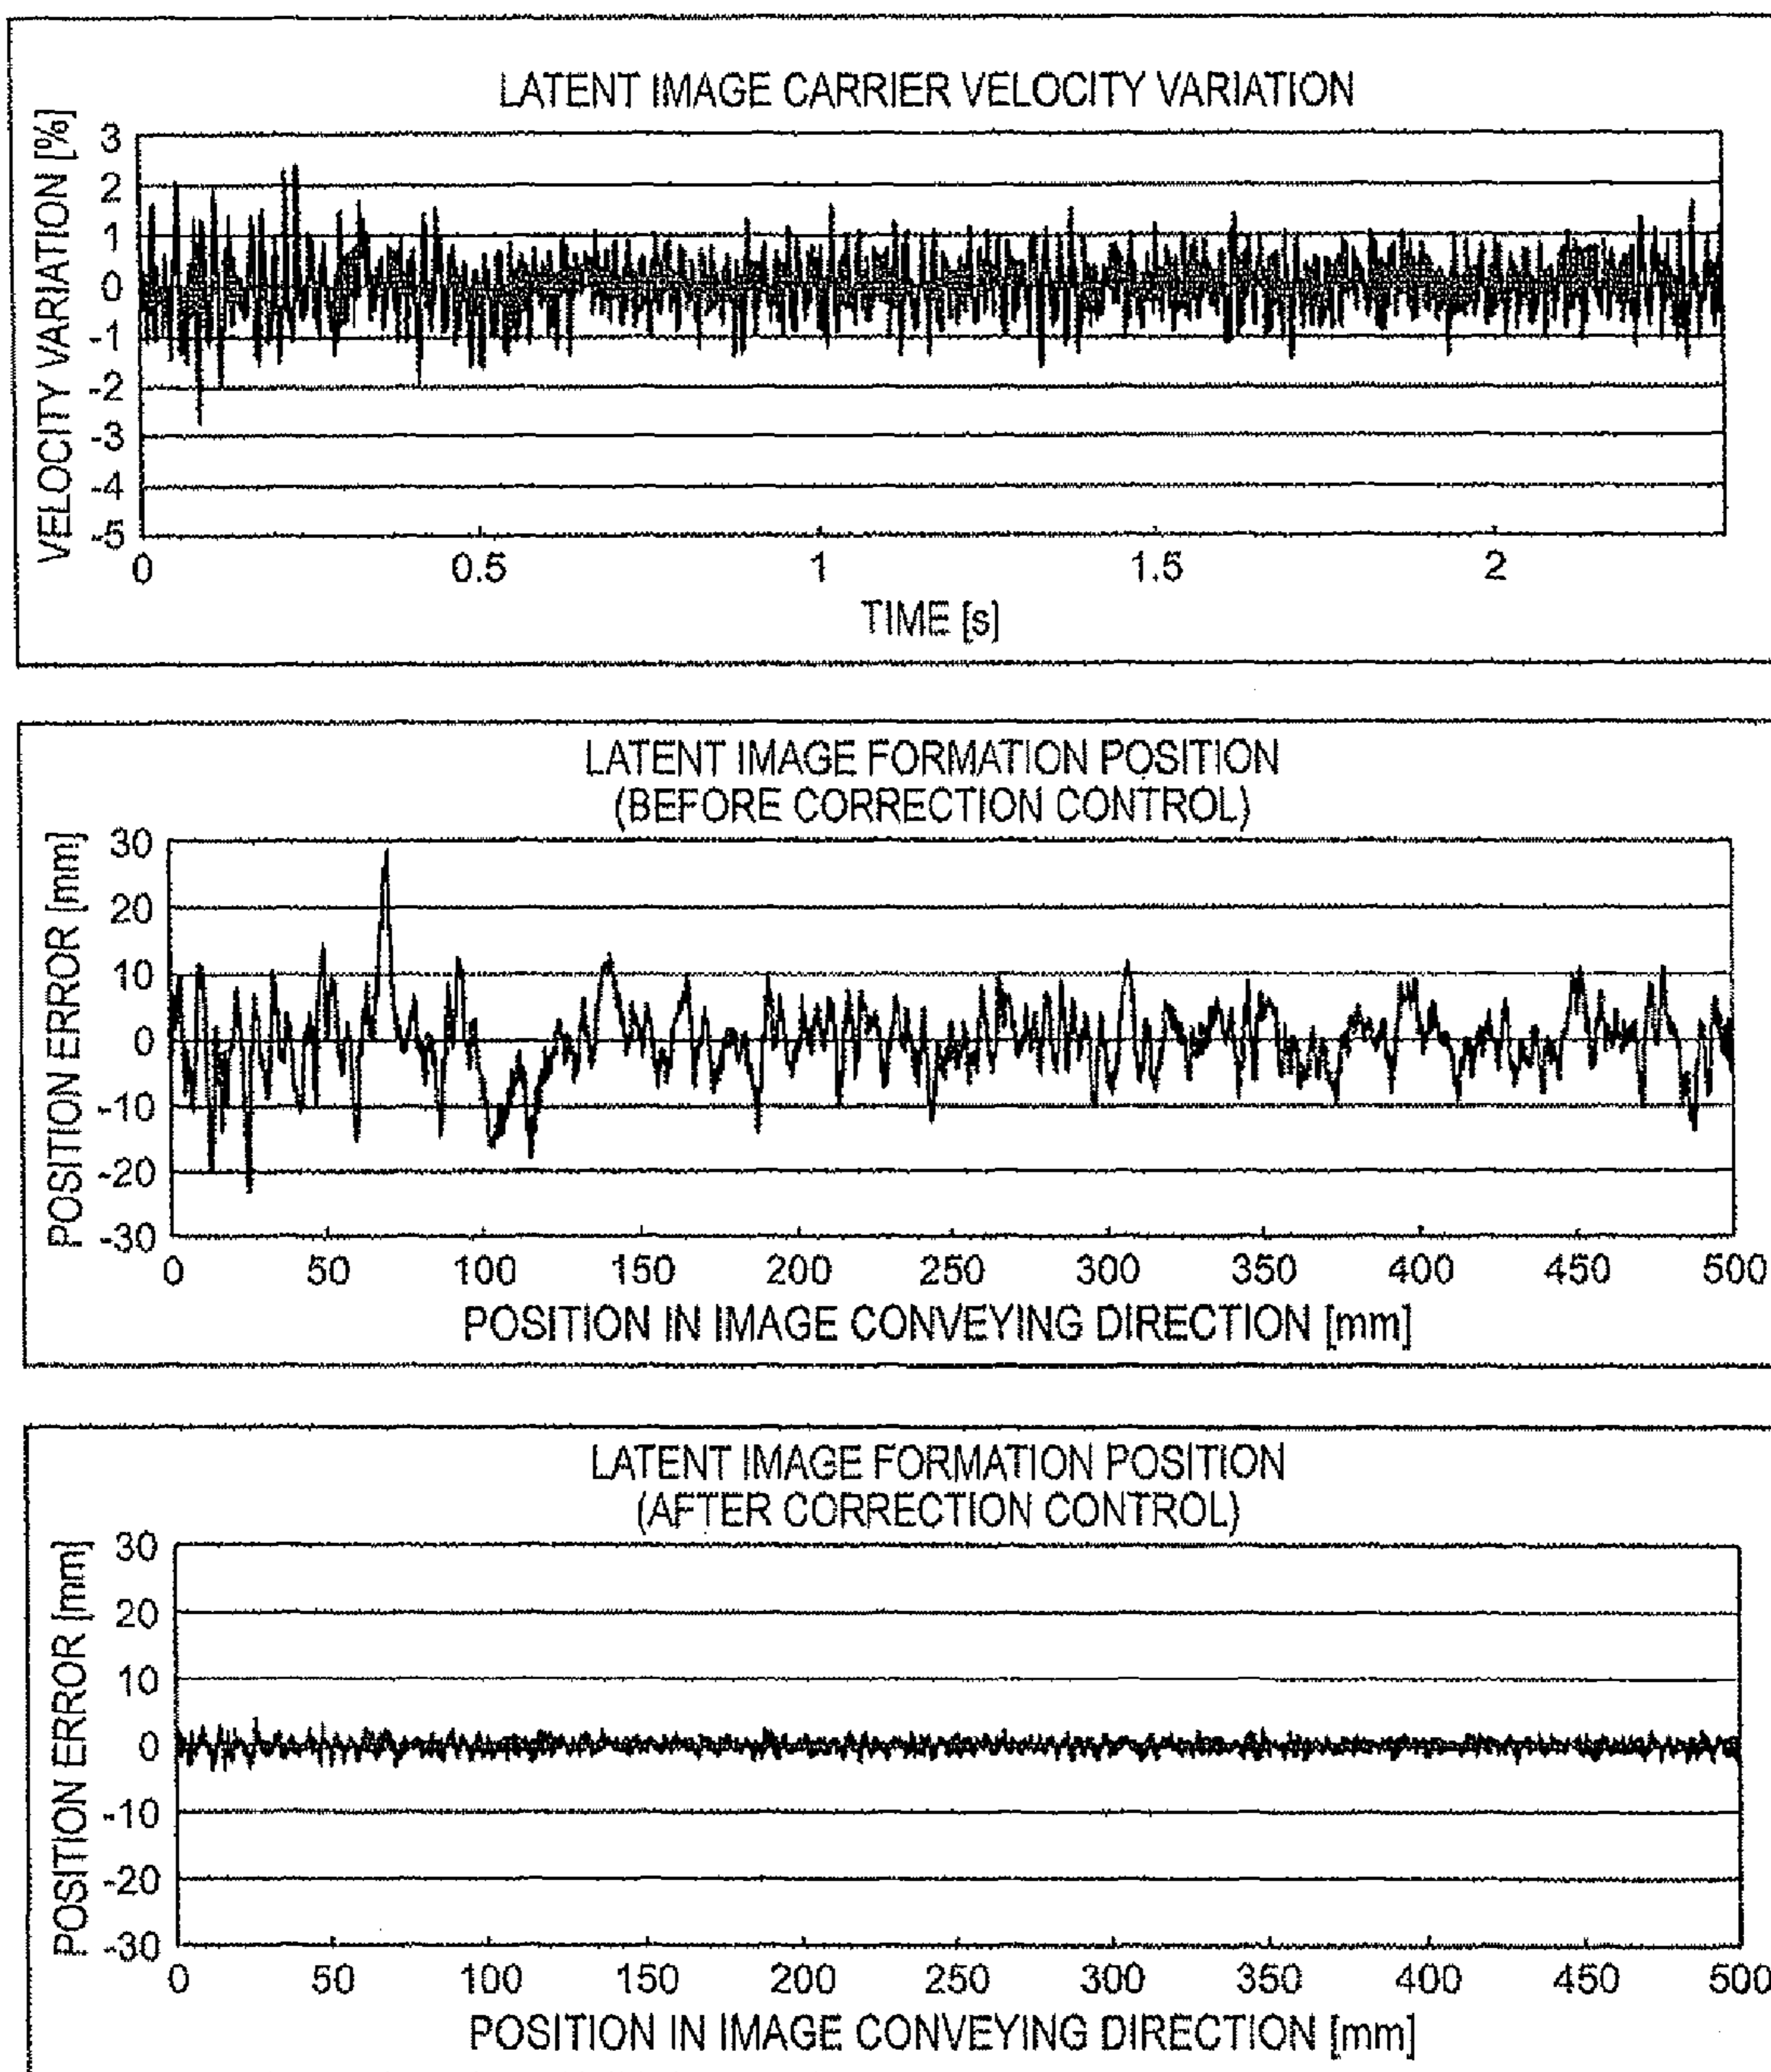 LATENT IMAGE CARRIER VELOCITY VARIATION
VELOCITY VARIATION [%]
3
2
1
0
-1
-2
-3
-4
-5
0 0.5 1 1.5 2
TIME [s]
LATENT IMAGE FORMATION POSITION
(BEFORE CORRECTION CONTROL)
POSITION ERROR [mm]
30
20
10
0
-10
-20
-30
0 50 100 150 200 250 300 350 400 450 500
POSITION IN IMAGE CONVEYING DIRECTION [mm]
LATENT IMAGE FORMATION POSITION
(AFTER CORRECTION CONTROL)
POSITION ERROR [mm]
30
20
10
0
-10
-20
-30
0 50 100 150 200 250 300 350 400 450 500
POSITION IN IMAGE CONVEYING DIRECTION [mm]